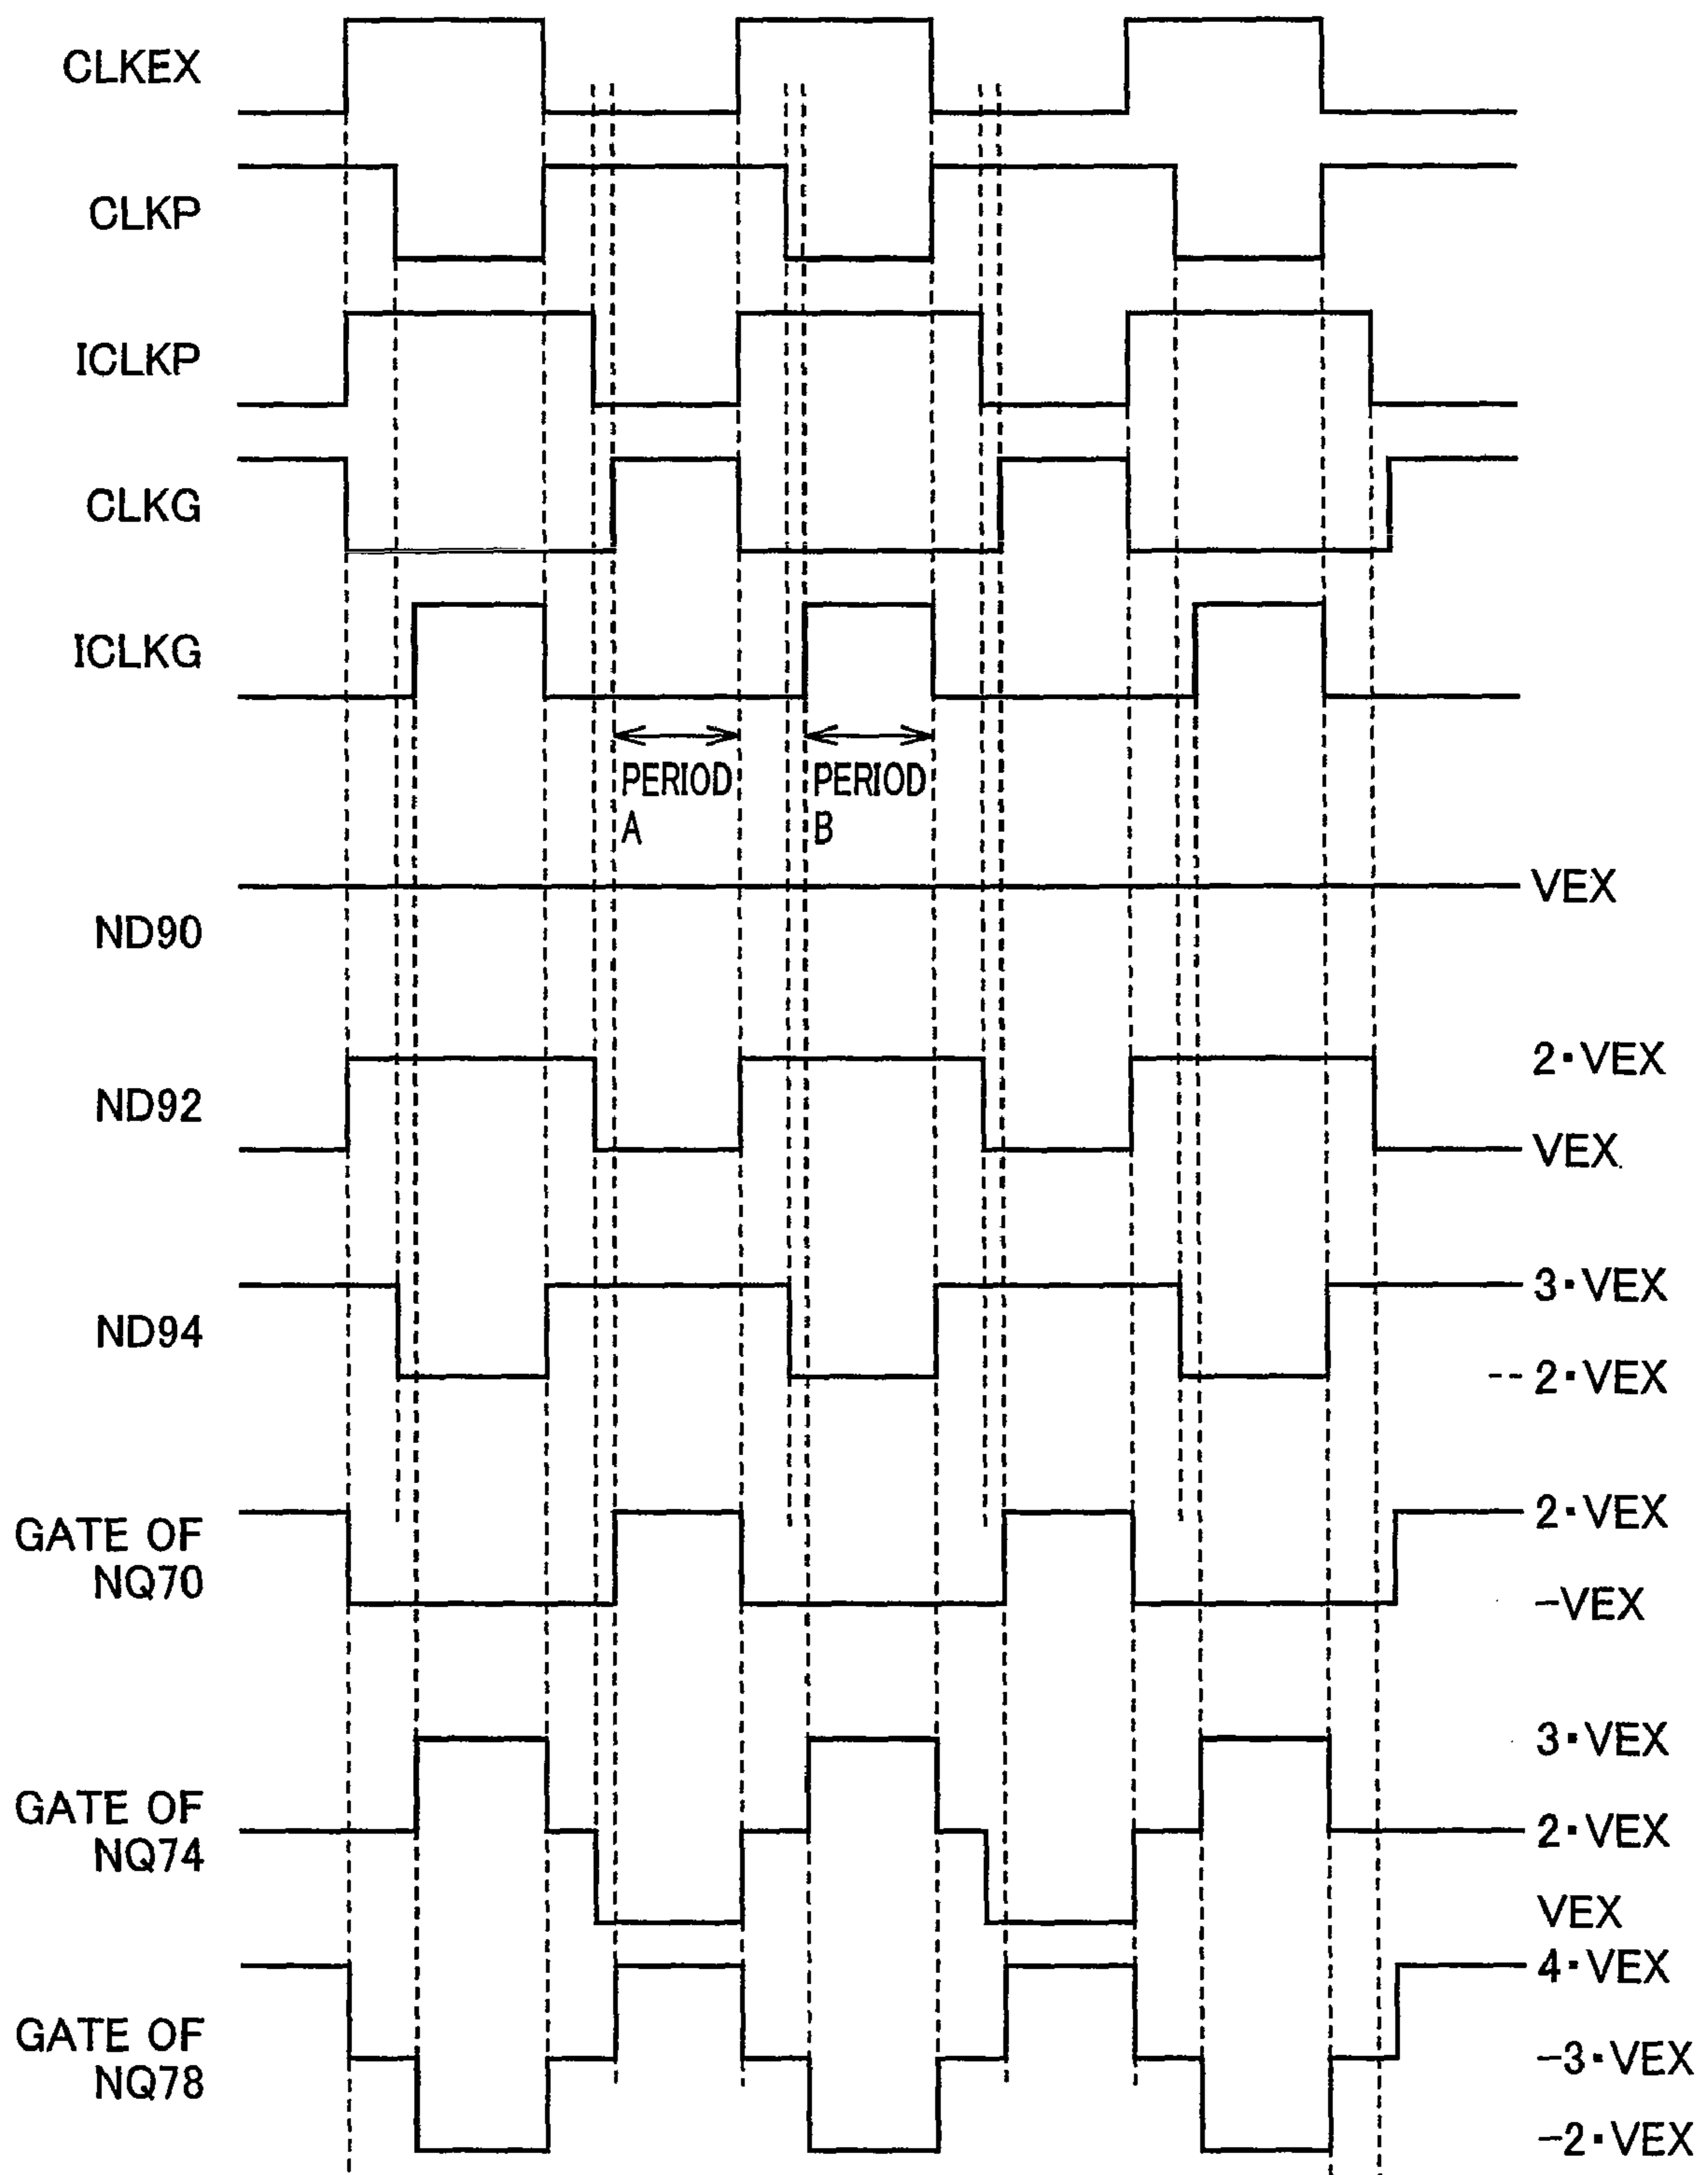 CLKEX
CLKP
ICLKP
CLKG
ICLKG
PERIOD
A
PERIOD
B
ND90
VEX
ND92
2·VEX
VEX
ND94
3·VEX
--2·VEX
GATE OF
NQ70
2·VEX
-VEX
GATE OF
NQ74
3·VEX
2·VEX
VEX
GATE OF
NQ78
4·VEX
-3·VEX
-2·VEX